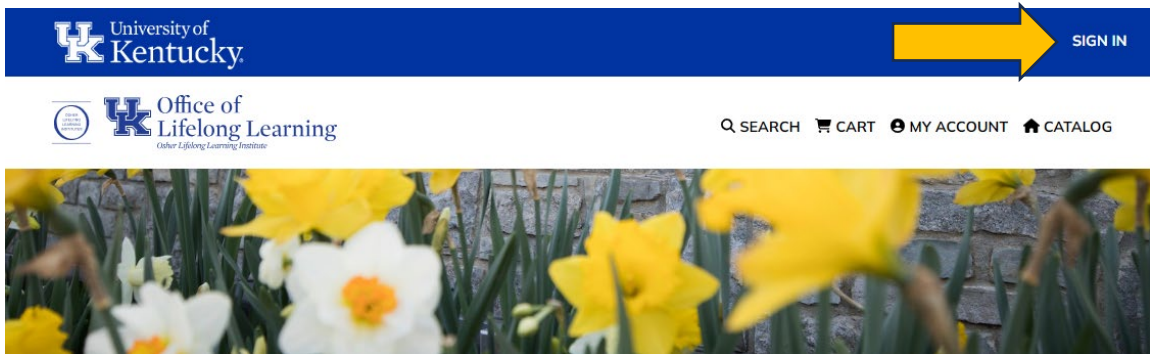 University of
Kentucky.
SIGN IN
Office of
Lifelong Learning
Osher Lifelong Learning Institute
SEARCH CART MY ACCOUNT CATALOG